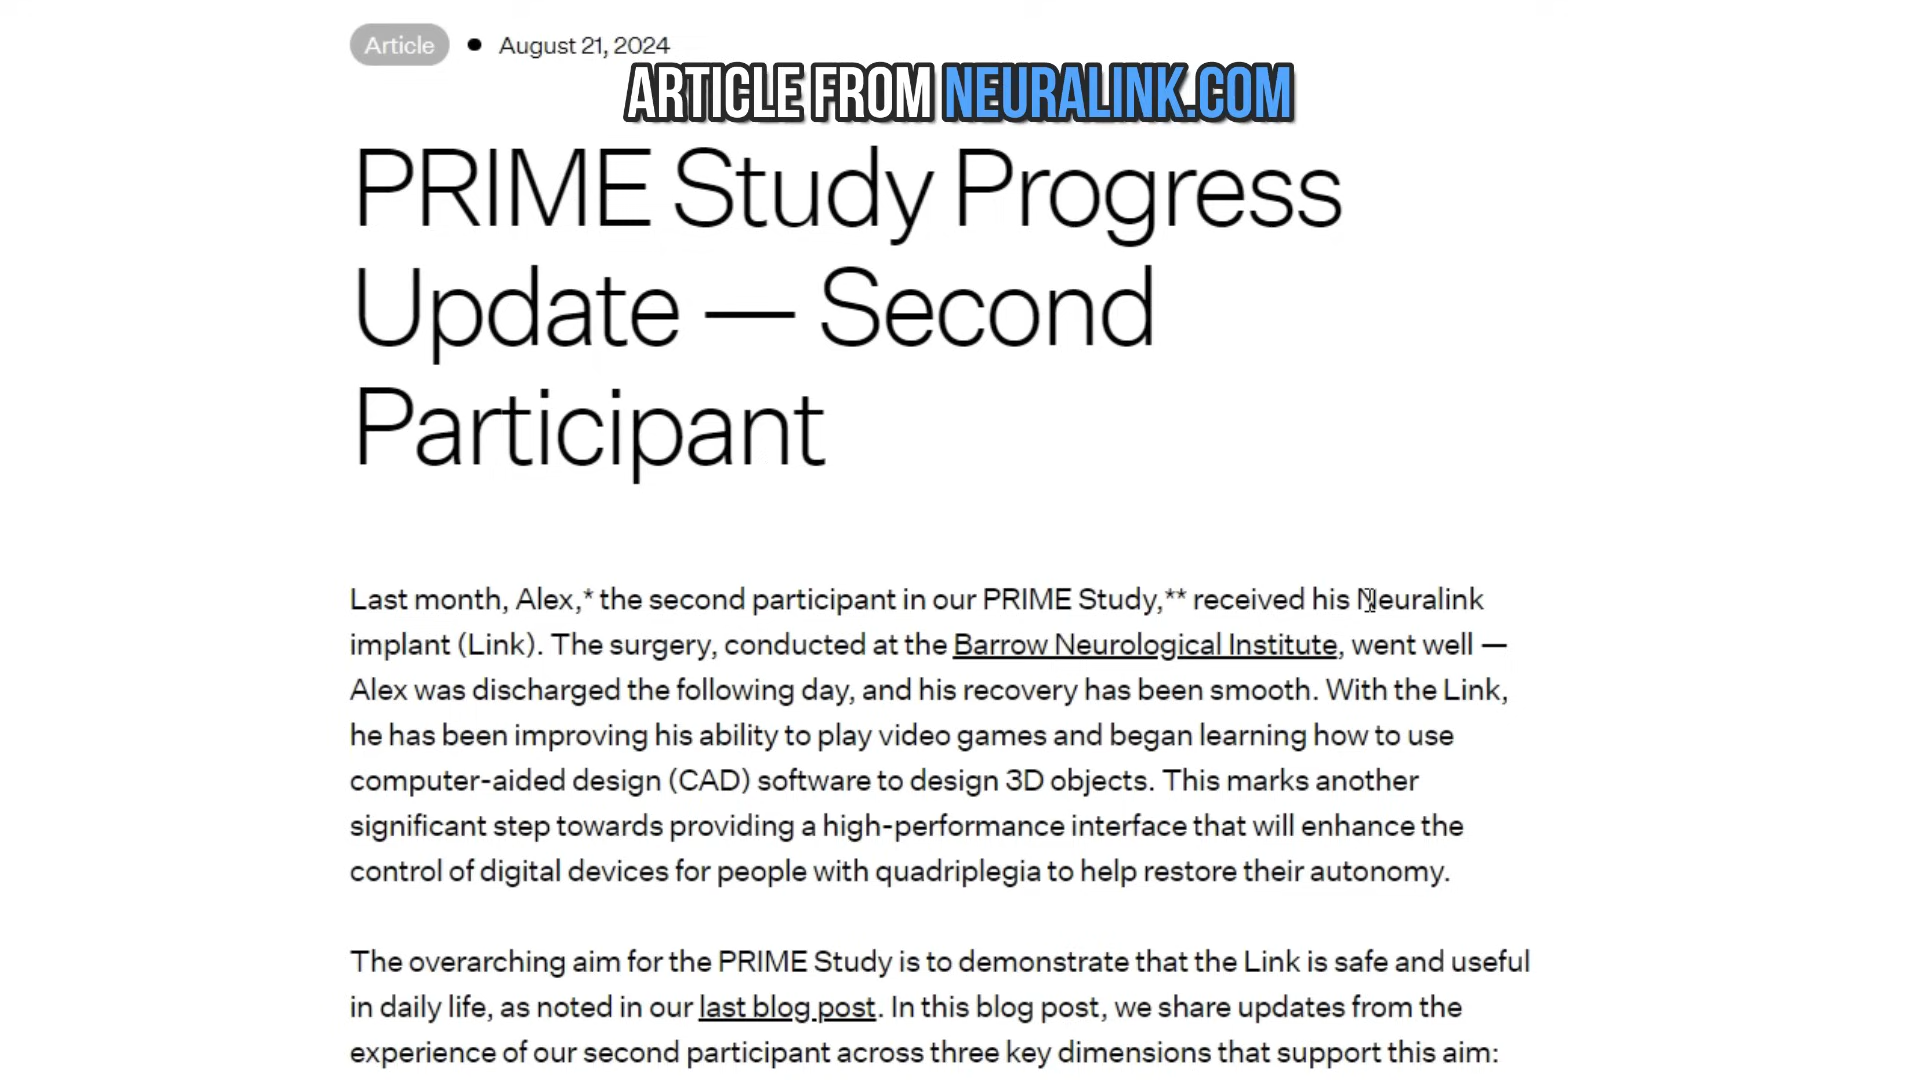 Article • August 21, 2024
ARTICLE FROM NEURALINK.COM
PRIME Study Progress
Update — Second
Participant
Last month, Alex,* the second participant in our PRIME Study,** received his Neuralink
implant (Link). The surgery, conducted at the Barrow Neurological Institute, went well —
Alex was discharged the following day, and his recovery has been smooth. With the Link,
he has been improving his ability to play video games and began learning how to use
computer-aided design (CAD) software to design 3D objects. This marks another
significant step towards providing a high-performance interface that will enhance the
control of digital devices for people with quadriplegia to help restore their autonomy.
The overarching aim for the PRIME Study is to demonstrate that the Link is safe and useful
in daily life, as noted in our last blog post. In this blog post, we share updates from the
experience of our second participant across three key dimensions that support this aim: